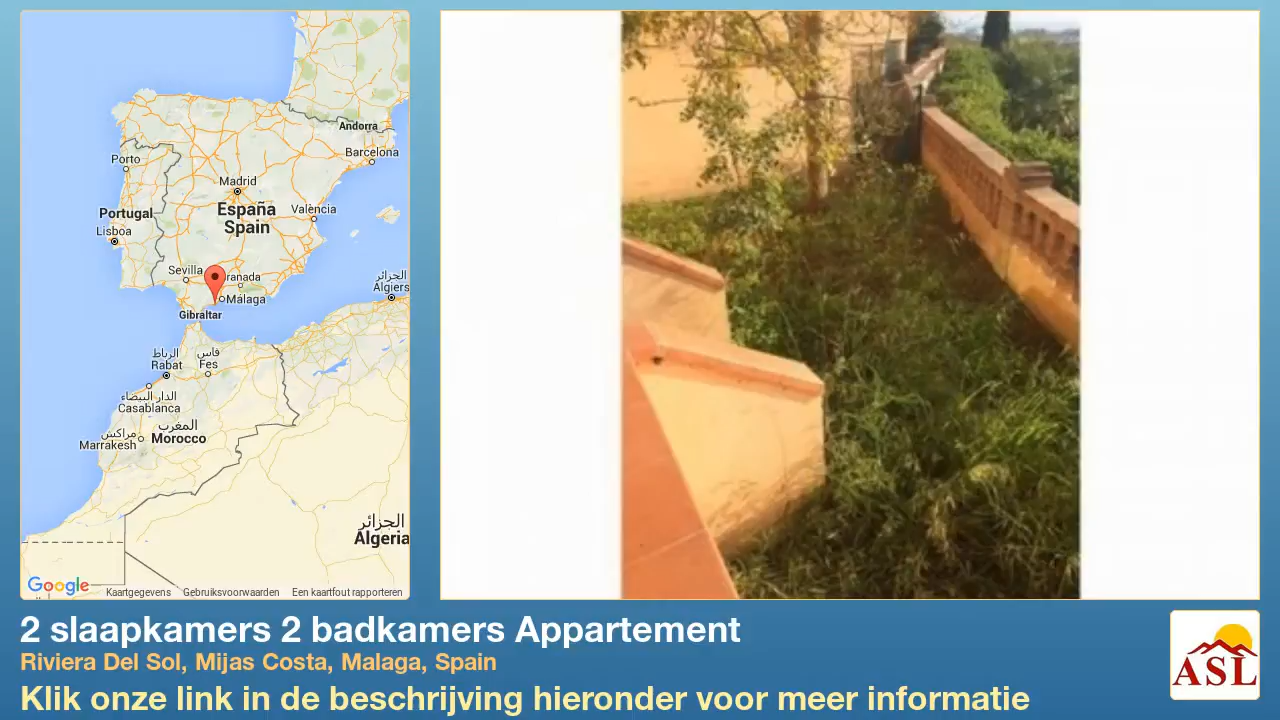 Andorra
Porto
Barcelona
Madrid
España
Spain
València
Portugal
Lisboa
Sevilla
ranada
Málaga
الجزائر
Algiers
Gibraltar
الرباط
Rabat
فاس
Fes
الدار البيضاء
Casablanca
المغرب
Morocco
مراكش
Marrakesh
الجزائر
Algeria
Google
Kaartgegevens Gebruiksvoorwaarden Een kaartfout rapporteren
2 slaapkamers 2 badkamers Appartement
Riviera Del Sol, Mijas Costa, Malaga, Spain
Klik onze link in de beschrijving hieronder voor meer informatie
ASL